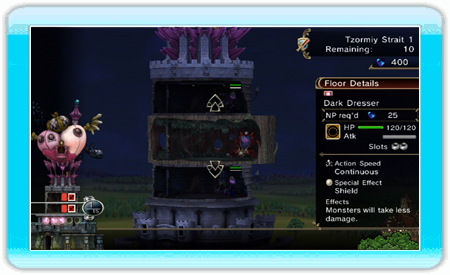 Tzormiy Strait 1
Remaining: 10
400
Floor Details
Dark Dresser
NP req'd 25
HP 120/120
Atk
Slots
Action Speed
Continuous
Special Effect
Shield
Effects
Monsters will take less
damage.